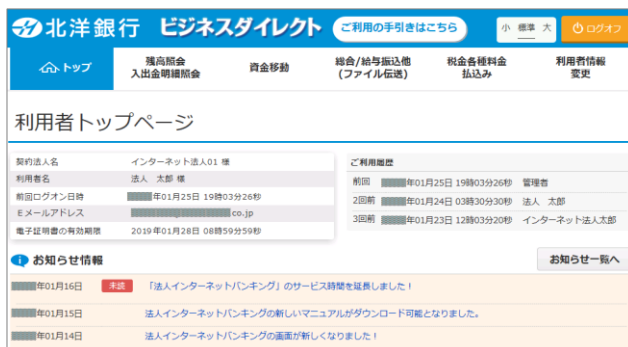 北洋銀行 ビジネスダイレクト ご利用の手引きはこちら 小 標準 大 ログオフ
トップ 残高照会 資金移動 総合/給与振込他 税金各種料金 利用者情報
入出金明細照会 (ファイル伝送) 払込み 変更
利用者トップページ
契約法人名 インターネット法人01 様
利用者名 法人 太郎 様
前回ログオン日時 年01月25日 19時03分26秒
Eメールアドレス co.jp
電子証明書の有効期限 2019年01月28日 08時59分59秒
ご利用履歴
前回 年01月25日 19時03分26秒 管理者
2回前 年01月24日 03時30分30秒 法人 太郎
3回前 年01月23日 12時03分20秒 インターネット法人太郎
お知らせ情報 お知らせ一覧へ
年01月16日 未読 「法人インターネットバンキング」のサービス時間を延長しました！
年01月15日 法人インターネットバンキングの新しいマニュアルがダウンロード可能となりました。
年01月14日 法人インターネットバンキングの画面が新しくなりました！